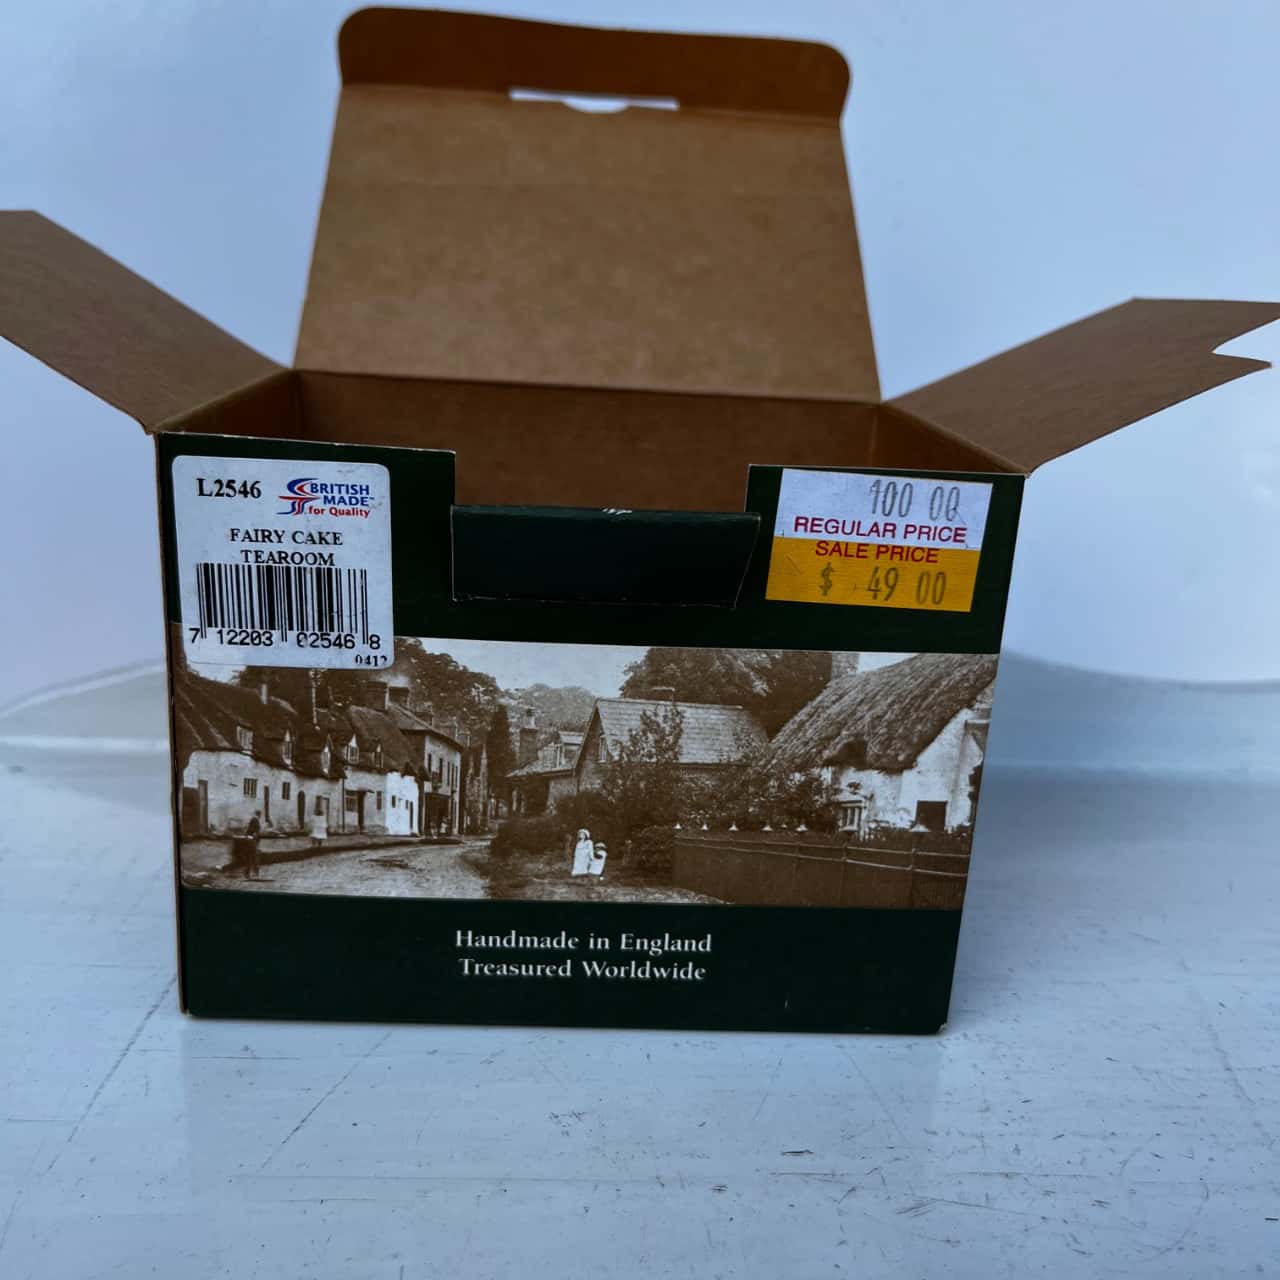 L2546
BRITISH
MADE™
for Quality
FAIRY CAKE
TEAROOM
7 12203 02546 8
0412
100 00
REGULAR PRICE
SALE PRICE
$ 49 00
Handmade in England
Treasured Worldwide